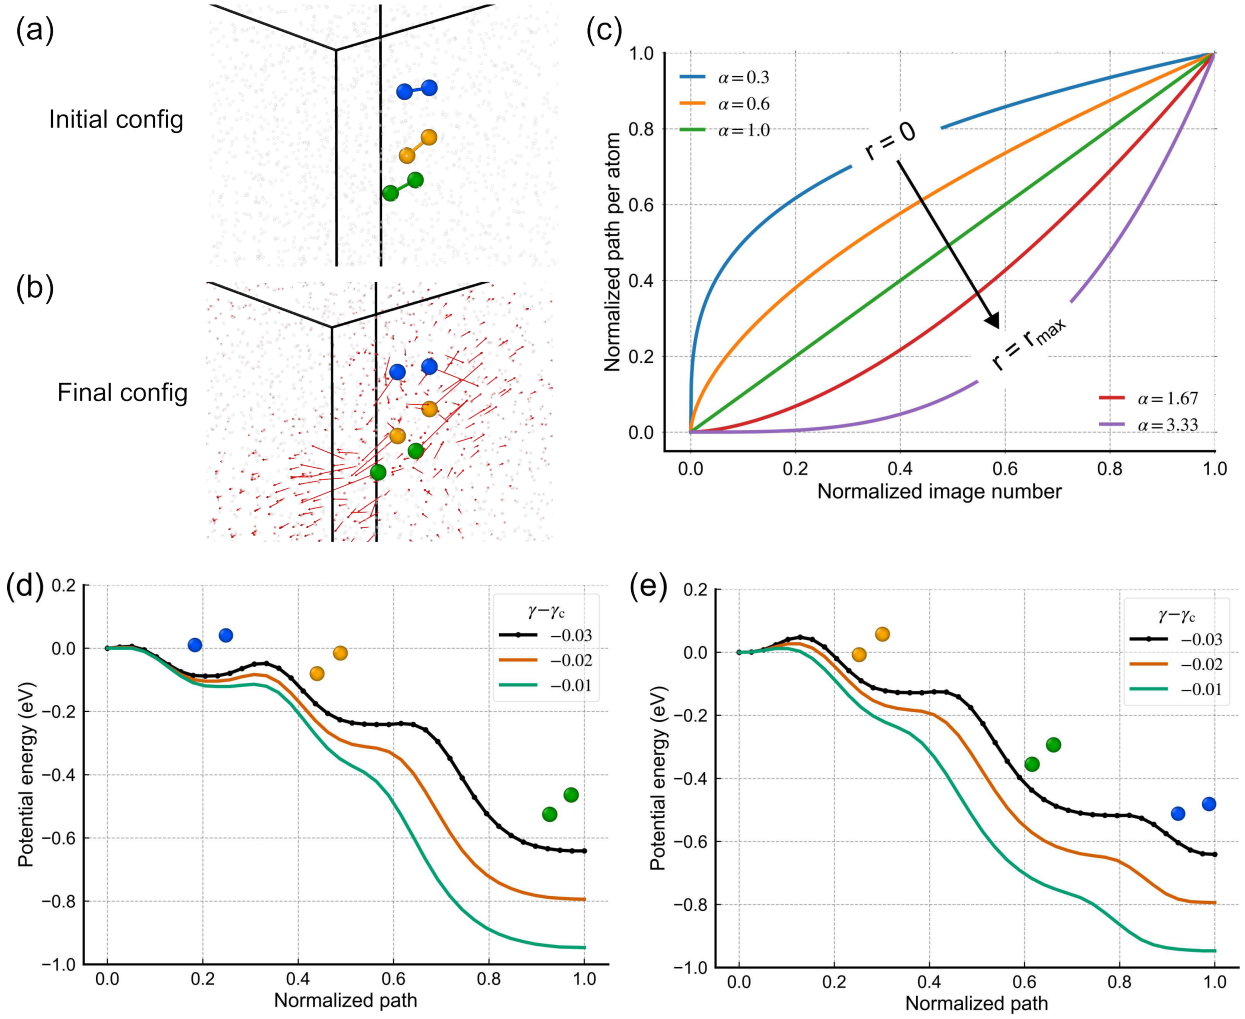 (a)
Initial config
(b)
Final config
(c)
Normalized path per atom
1.0
0.8
0.6
0.4
0.2
0.0
α=0.3
α=0.6
α=1.0
r = 0
r = rmax
α=1.67
α=3.33
0.0 0.2 0.4 0.6 0.8 1.0
Normalized image number
(d)
Potential energy (eV)
0.2
0.0
−0.2
−0.4
−0.6
−0.8
−1.0
γ−γc
−0.03
−0.02
−0.01
0.0 0.2 0.4 0.6 0.8 1.0
Normalized path
(e)
Potential energy (eV)
0.2
0.0
−0.2
−0.4
−0.6
−0.8
−1.0
γ−γc
−0.03
−0.02
−0.01
0.0 0.2 0.4 0.6 0.8 1.0
Normalized path